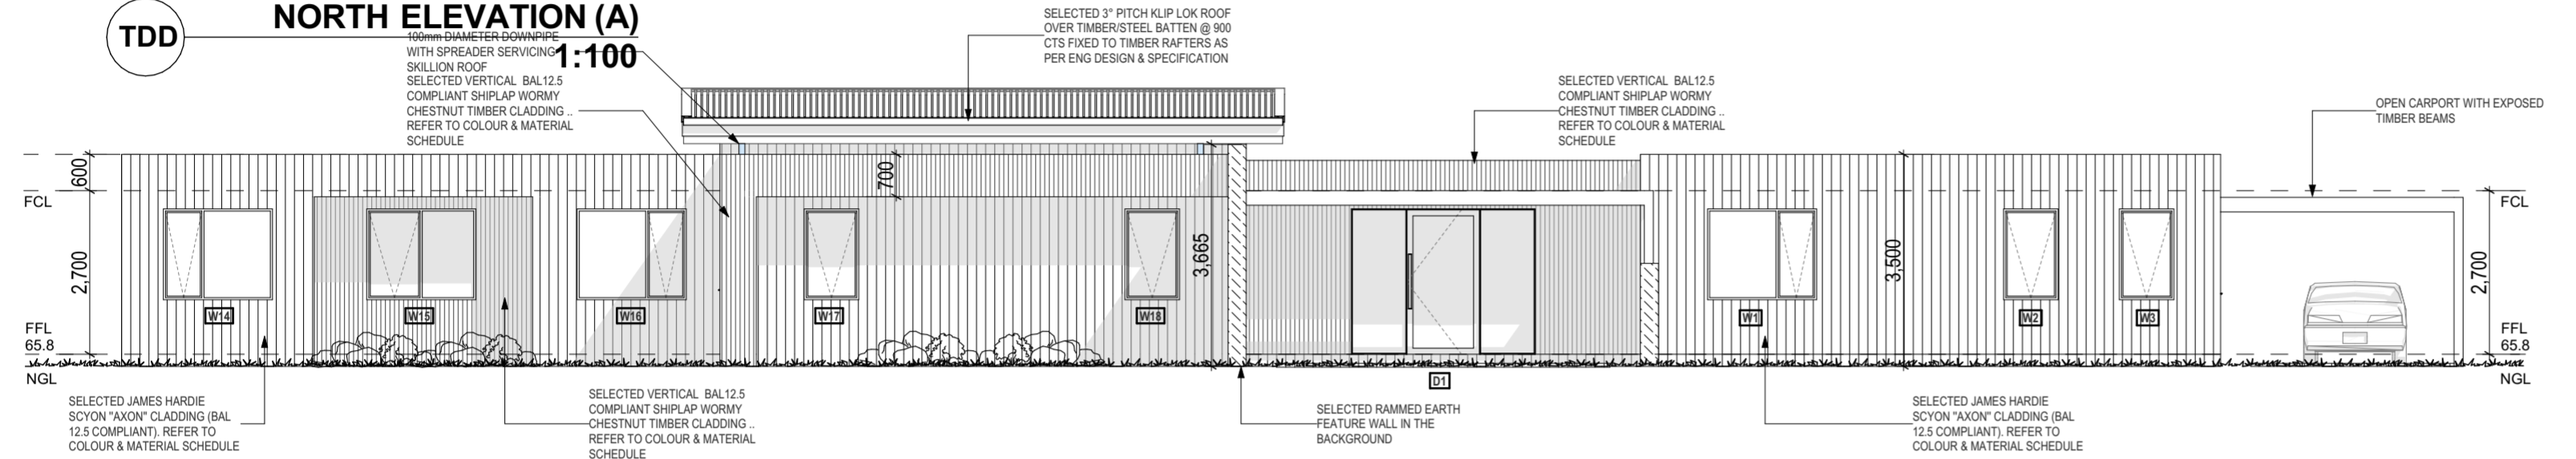 TDD
NORTH ELEVATION (A)
1:100
100mm DIAMETER DOWNPIPE
WITH SPREADER SERVICING
SKILLION ROOF
SELECTED VERTICAL BAL12.5
COMPLIANT SHIPLAP WORMY
CHESTNUT TIMBER CLADDING ..
REFER TO COLOUR & MATERIAL
SCHEDULE
SELECTED 3° PITCH KLIP LOK ROOF
OVER TIMBER/STEEL BATTEN @ 900
CTS FIXED TO TIMBER RAFTERS AS
PER ENG DESIGN & SPECIFICATION
SELECTED VERTICAL BAL12.5
COMPLIANT SHIPLAP WORMY
CHESTNUT TIMBER CLADDING ..
REFER TO COLOUR & MATERIAL
SCHEDULE
OPEN CARPORT WITH EXPOSED
TIMBER BEAMS
600
FCL
2,700
FFL
65.8
NGL
700
3,665
3,500
FCL
2,700
FFL
65.8
NGL
W14
W15
W16
W17
W18
D1
W1
W2
W3
SELECTED JAMES HARDIE
SCYON "AXON" CLADDING (BAL
12.5 COMPLIANT). REFER TO
COLOUR & MATERIAL SCHEDULE
SELECTED VERTICAL BAL12.5
COMPLIANT SHIPLAP WORMY
CHESTNUT TIMBER CLADDING ..
REFER TO COLOUR & MATERIAL
SCHEDULE
SELECTED RAMMED EARTH
FEATURE WALL IN THE
BACKGROUND
SELECTED JAMES HARDIE
SCYON "AXON" CLADDING (BAL
12.5 COMPLIANT). REFER TO
COLOUR & MATERIAL SCHEDULE